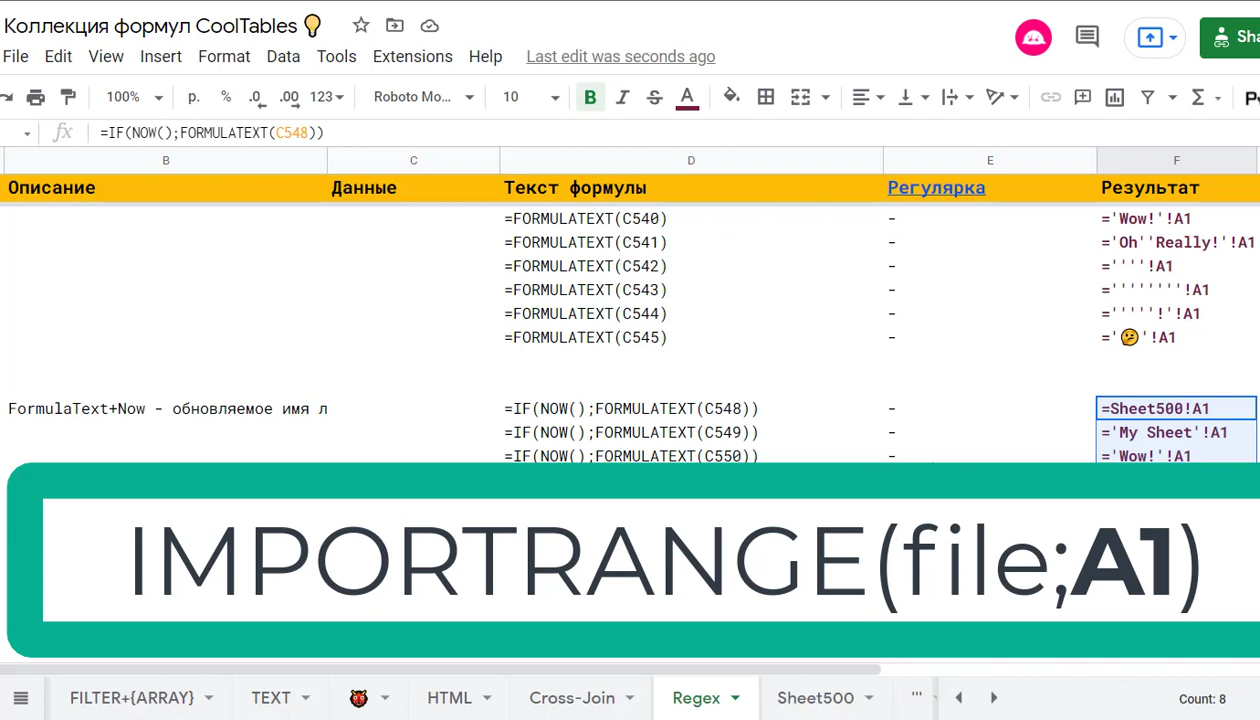 Коллекция формул CoolTables
File Edit View Insert Format Data Tools Extensions Help Last edit was seconds ago
100% р. % .0 .00 123 Roboto Mo... 10 B I S A Σ
fx =IF(NOW();FORMULATEXT(C548))
B C D E F
Описание Данные Текст формулы Регулярка Результат
=FORMULATEXT(C540) - ='Wow!'!A1
=FORMULATEXT(C541) - ='Oh''Really!'!A1
=FORMULATEXT(C542) - =''''!A1
=FORMULATEXT(C543) - =''''''''!A1
=FORMULATEXT(C544) - ='''''!'!A1
=FORMULATEXT(C545) - ='🤔'!A1
FormulaText+Now - обновляемое имя л =IF(NOW();FORMULATEXT(C548)) - =Sheet500!A1
=IF(NOW();FORMULATEXT(C549)) - ='My Sheet'!A1
=IF(NOW();FORMULATEXT(C550)) - ='Wow!'!A1
IMPORTRANGE(file;A1)
FILTER+{ARRAY} TEXT 👹 HTML Cross-Join Regex Sheet500 ''' Count: 8